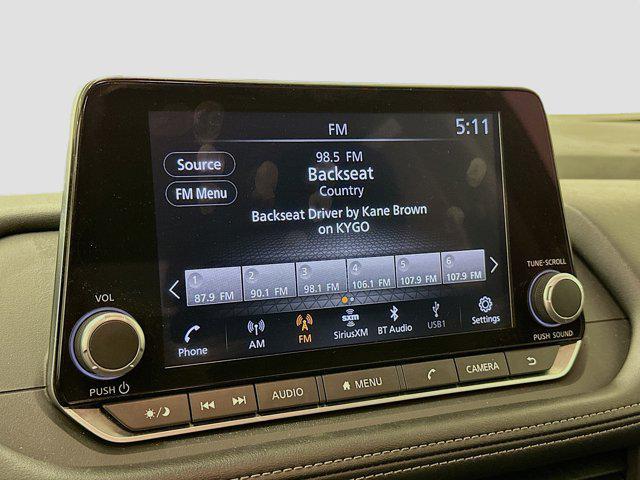 FM 5:11
98.5 FM
Source
Backseat
Country
FM Menu
Backseat Driver by Kane Brown
on KYGO
1 2 3 4 5 6
87.9 FM 90.1 FM 98.1 FM 106.1 FM 107.9 FM 107.9 FM
Phone AM FM sxm SiriusXM BT Audio USB1 Settings
VOL
PUSH
TUNE·SCROLL
PUSH SOUND
AUDIO MENU CAMERA